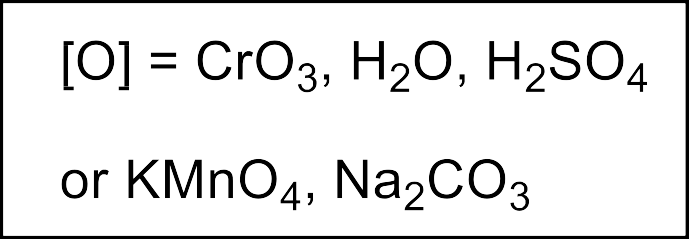 [O] = CrO₃, H₂O, H₂SO₄
or KMnO₄, Na₂CO₃